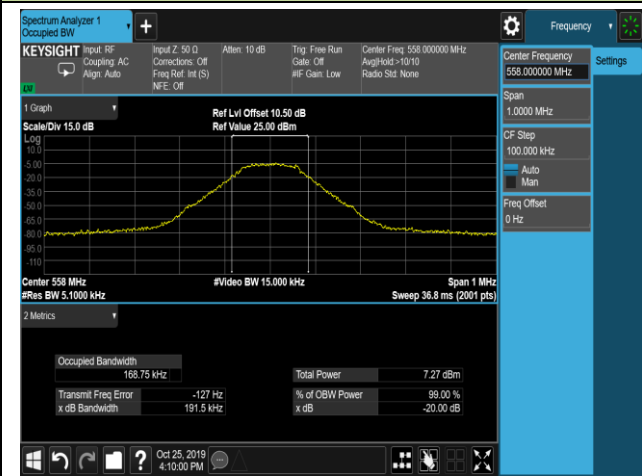 Spectrum Analyzer 1
Occupied BW
Frequency
KEYSIGHT
Input: RF
Coupling: AC
Align: Auto
Input Z: 50 Ω
Corrections: Off
Freq Ref: Int (S)
NFE: Off
Atten: 10 dB
Trig: Free Run
Gate: Off
#IF Gain: Low
Center Freq: 558.000000 MHz
Avg|Hold:>10/10
Radio Std: None
Center Frequency
558.000000 MHz
Settings
Span
1.0000 MHz
CF Step
100.000 kHz
Auto
Man
Freq Offset
0 Hz
1 Graph
Scale/Div 15.0 dB
Ref Lvl Offset 10.50 dB
Ref Value 25.00 dBm
Log
10.0
-5.00
-20.0
-35.0
-50.0
-65.0
-80.0
-95.0
-110
Center 558 MHz
#Video BW 15.000 kHz
Span 1 MHz
#Res BW 5.1000 kHz
Sweep 36.8 ms (2001 pts)
2 Metrics
Occupied Bandwidth
168.75 kHz
Total Power 7.27 dBm
Transmit Freq Error -127 Hz
% of OBW Power 99.00 %
x dB Bandwidth 191.5 kHz
x dB -20.00 dB
?
Oct 25, 2019
4:10:00 PM